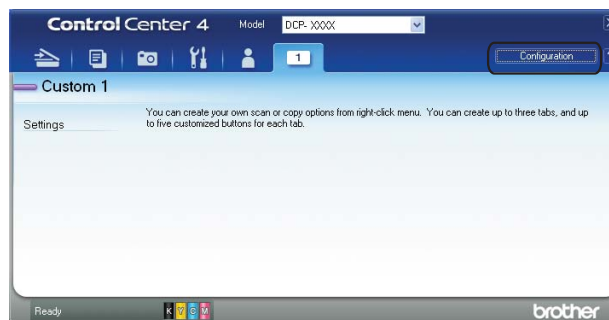 Control Center 4 Model DCP- XXXX
1 Configuration
Custom 1
Settings
You can create your own scan or copy options from right-click menu. You can create up to three tabs, and up
to five customized buttons for each tab.
Ready K Y C M brother